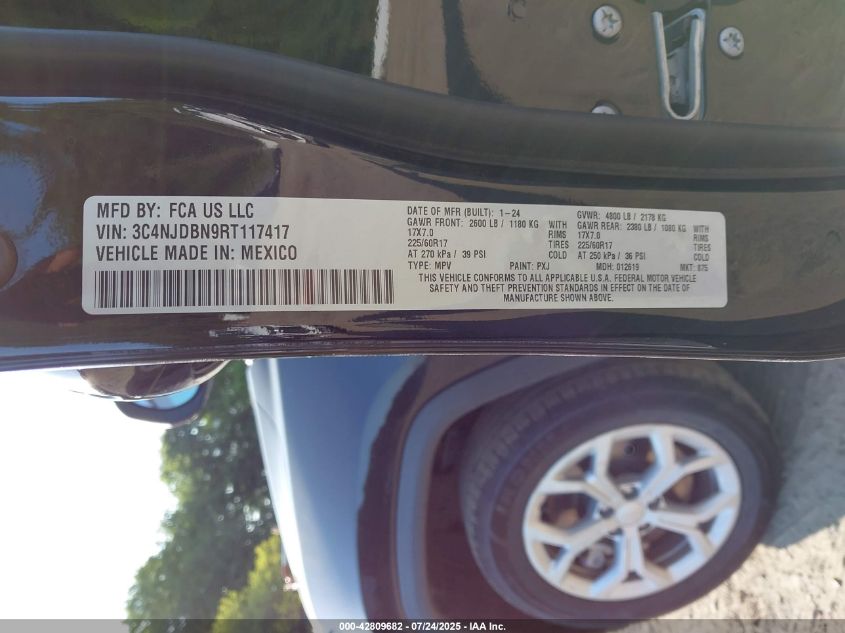 MFD BY: FCA US LLC
VIN: 3C4NJDBN9RT117417
VEHICLE MADE IN: MEXICO
DATE OF MFR (BUILT): 1-24
GAWR FRONT: 2600 LB / 1180 KG WITH
17X7.0 RIMS
225/60R17 TIRES
AT 270 kPa / 39 PSI COLD
TYPE: MPV
GVWR: 4800 LB / 2178 KG
GAWR REAR: 2380 LB / 1080 KG WITH
17X7.0 RIMS
225/60R17 TIRES
AT 250 kPa / 36 PSI COLD
PAINT: PXJ MDH: 012619 MKT: 875
THIS VEHICLE CONFORMS TO ALL APPLICABLE U.S.A. FEDERAL MOTOR VEHICLE
SAFETY AND THEFT PREVENTION STANDARDS IN EFFECT ON THE DATE OF
MANUFACTURE SHOWN ABOVE.
000-42809682 - 07/24/2025 - IAA Inc.